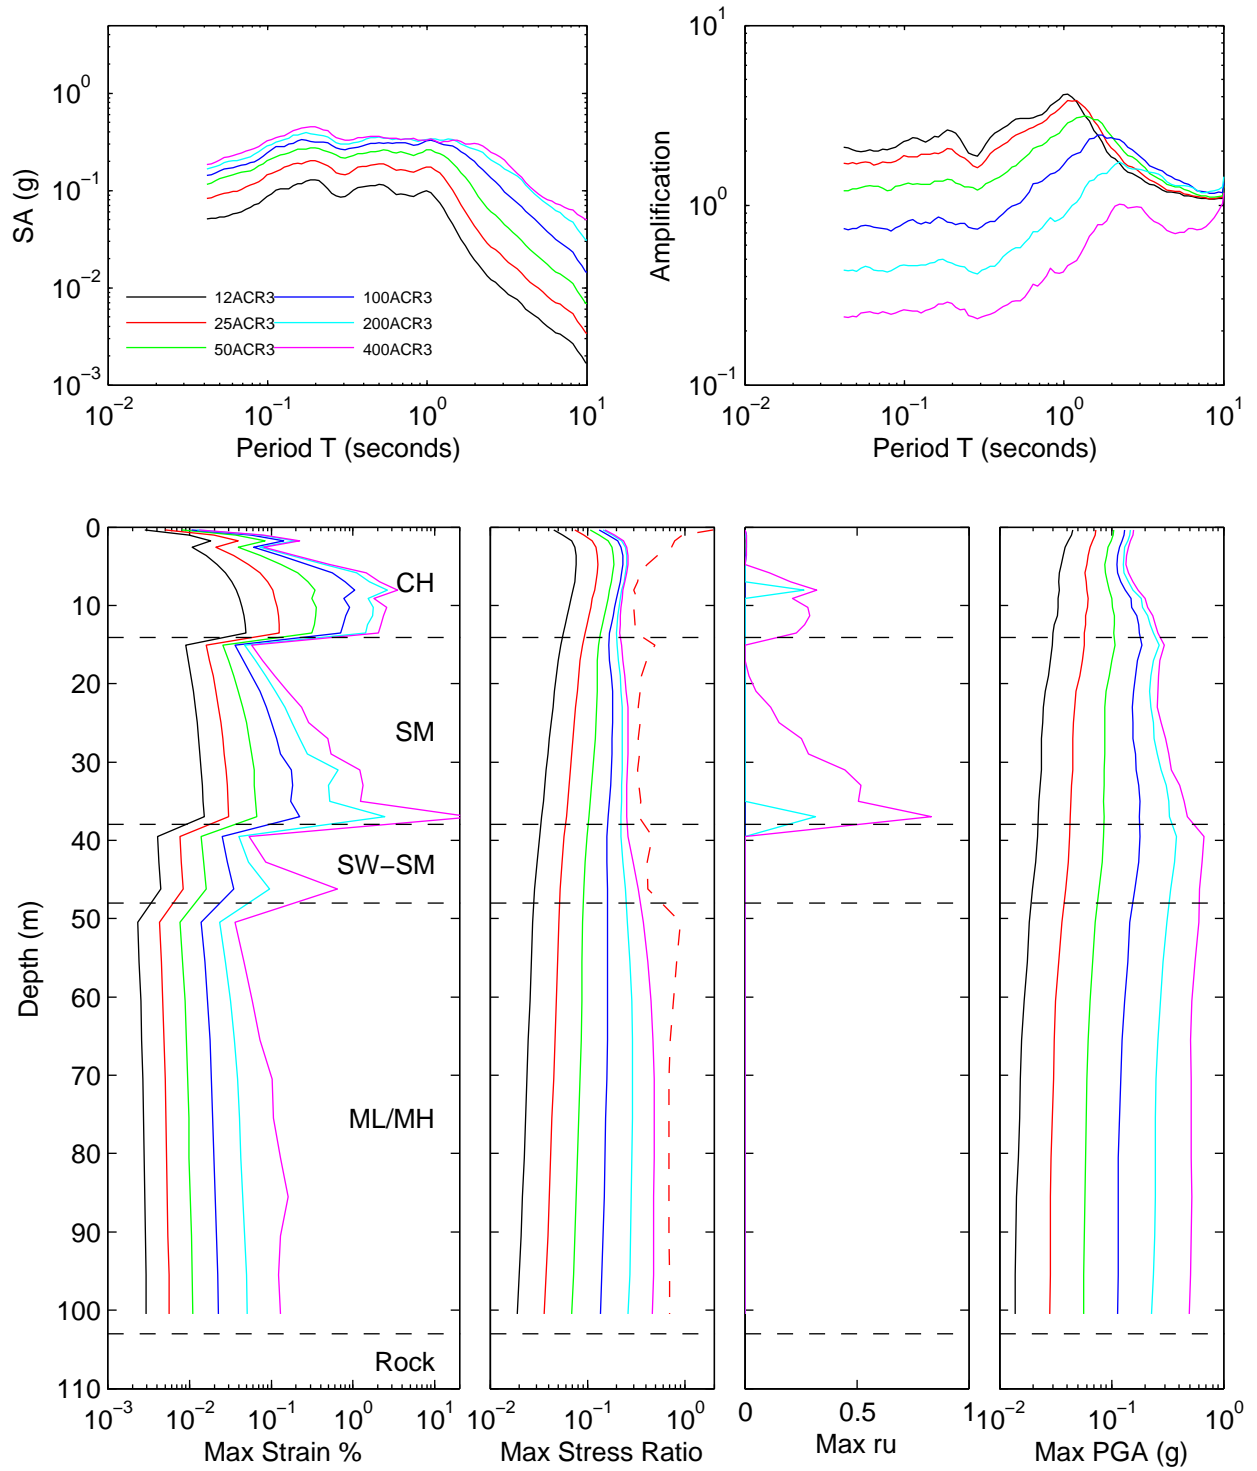 10^0
10^-1
10^-2
10^-3
SA (g)
12ACR3
25ACR3
50ACR3
100ACR3
200ACR3
400ACR3
10^-2 10^-1 10^0 10^1
Period T (seconds)
10^1
10^0
10^-1
Amplification
10^-2 10^-1 10^0 10^1
Period T (seconds)
0
10
20
30
40
50
60
70
80
90
100
110
Depth (m)
CH
SM
SW-SM
ML/MH
Rock
10^-3 10^-2 10^-1 10^0 10^1
Max Strain %
10^-2 10^-1 10^0
Max Stress Ratio
0 0.5 1
Max ru
10^-2 10^-1 10^0
Max PGA (g)